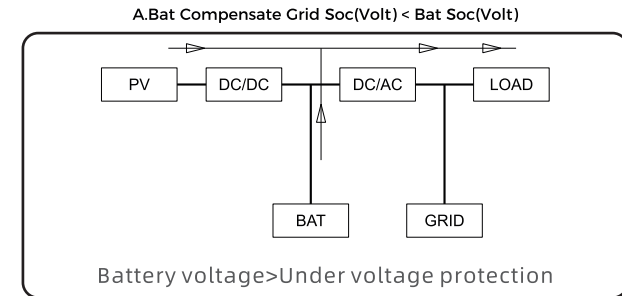 A.Bat Compensate Grid Soc(Volt) < Bat Soc(Volt)
PV DC/DC DC/AC LOAD
BAT GRID
Battery voltage>Under voltage protection